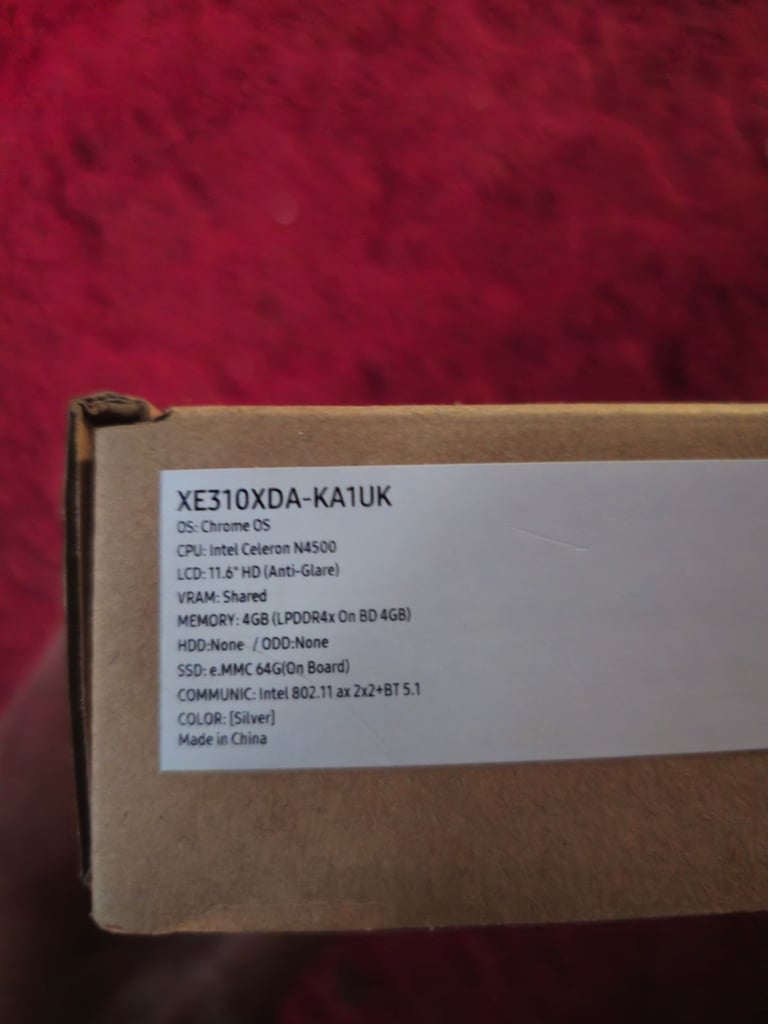 XE310XDA-KA1UK
OS: Chrome OS
CPU: Intel Celeron N4500
LCD: 11.6" HD (Anti-Glare)
VRAM: Shared
MEMORY: 4GB (LPDDR4x On BD 4GB)
HDD:None / ODD:None
SSD: e.MMC 64G(On Board)
COMMUNIC: Intel 802.11 ax 2x2+BT 5.1
COLOR: [Silver]
Made in China